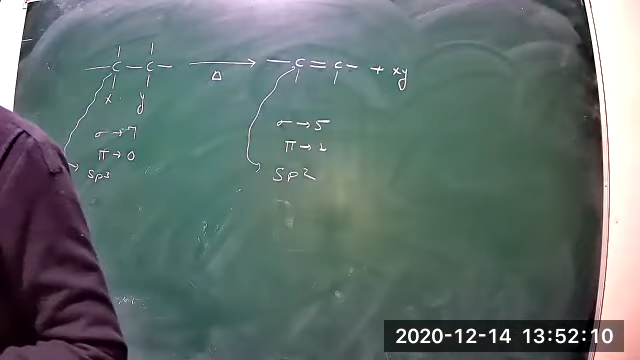 — C — C — → Δ — C = C — + xy
x y
σ → 7 σ → 5
π → 0 π → 1
SP3 SP2
2020-12-14 13:52:10